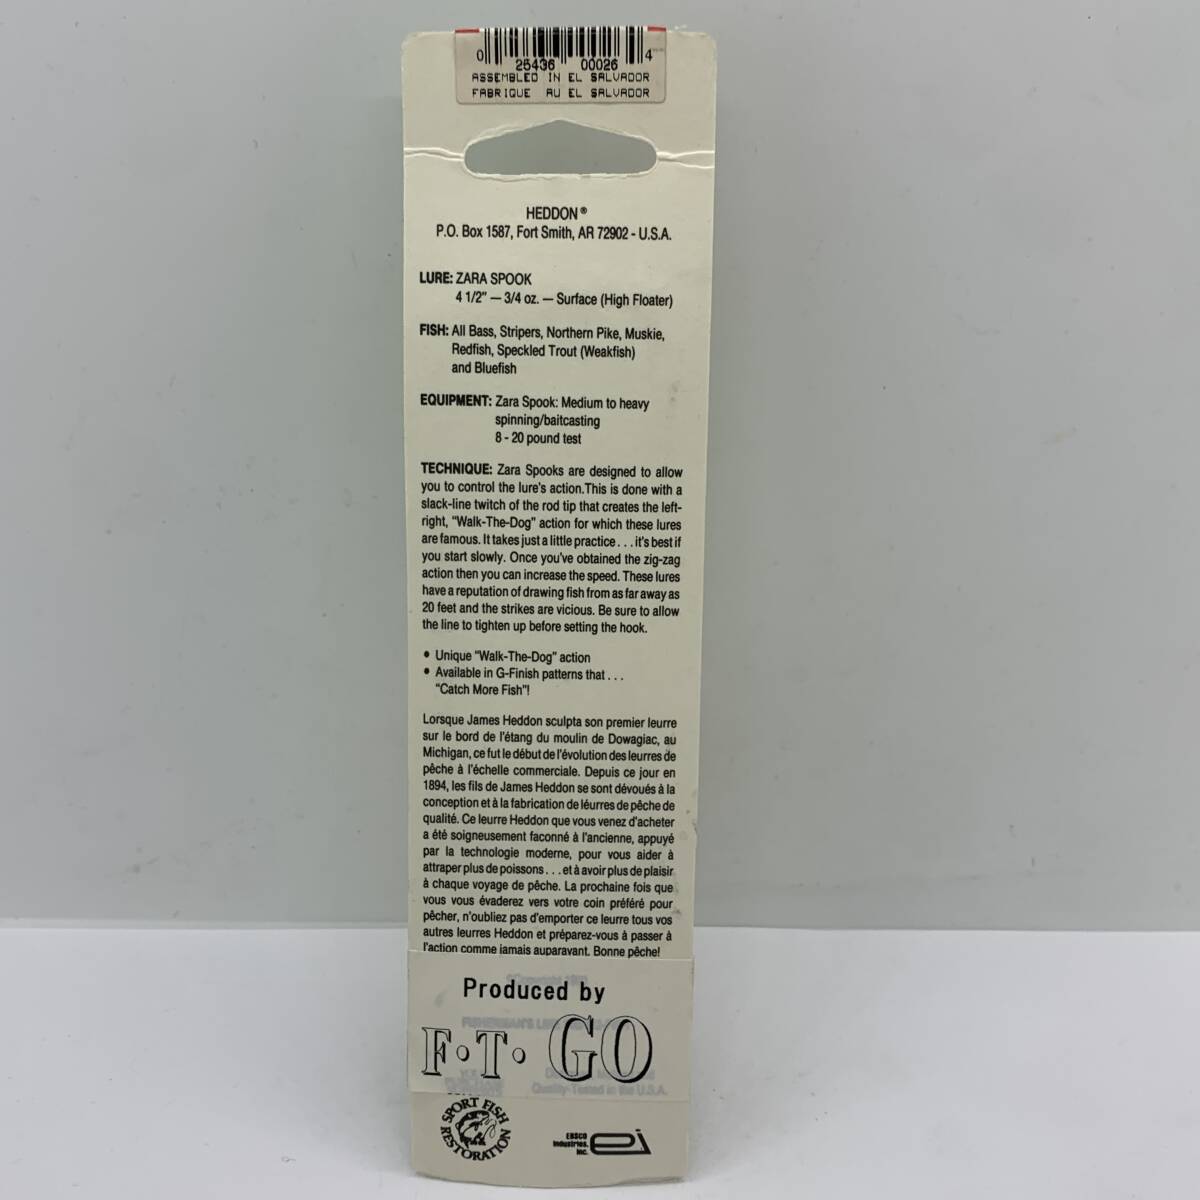 0 25436 00026 4
ASSEMBLED IN EL SALVADOR
FABRIQUE AU EL SALVADOR
HEDDON®
P.O. Box 1587, Fort Smith, AR 72902 - U.S.A.
LURE: ZARA SPOOK
4 1/2" — 3/4 oz. — Surface (High Floater)
FISH: All Bass, Stripers, Northern Pike, Muskie,
Redfish, Speckled Trout (Weakfish)
and Bluefish
EQUIPMENT: Zara Spook: Medium to heavy
spinning/baitcasting
8 - 20 pound test
TECHNIQUE: Zara Spooks are designed to allow
you to control the lure's action.This is done with a
slack-line twitch of the rod tip that creates the left-
right, "Walk-The-Dog" action for which these lures
are famous. It takes just a little practice . . . it's best if
you start slowly. Once you've obtained the zig-zag
action then you can increase the speed. These lures
have a reputation of drawing fish from as far away as
20 feet and the strikes are vicious. Be sure to allow
the line to tighten up before setting the hook.
• Unique "Walk-The-Dog" action
• Available in G-Finish patterns that . . .
"Catch More Fish"!
Lorsque James Heddon sculpta son premier leurre
sur le bord de l'étang du moulin de Dowagiac, au
Michigan, ce fut le début de l'évolution des leurres de
pêche à l'échelle commerciale. Depuis ce jour en
1894, les fils de James Heddon se sont dévoués à la
conception et à la fabrication de léurres de pêche de
qualité. Ce leurre Heddon que vous venez d'acheter
a été soigneusement faconné à l'ancienne, appuyé
par la technologie moderne, pour vous aider à
attraper plus de poissons . . . et à avoir plus de plaisir
à chaque voyage de pêche. La prochaine fois que
vous vous évaderez vers votre coin préféré pour
pêcher, n'oubliez pas d'emporter ce leurre tous vos
autres leurres Heddon et préparez-vous à passer à
l'action comme jamais auparavant. Bonne pêche!
Produced by
F·T· GO
Quality-Tested in the U.S.A.
SPORT FISH
RESTORATION
EBSCO
Industries,
Inc.
ei